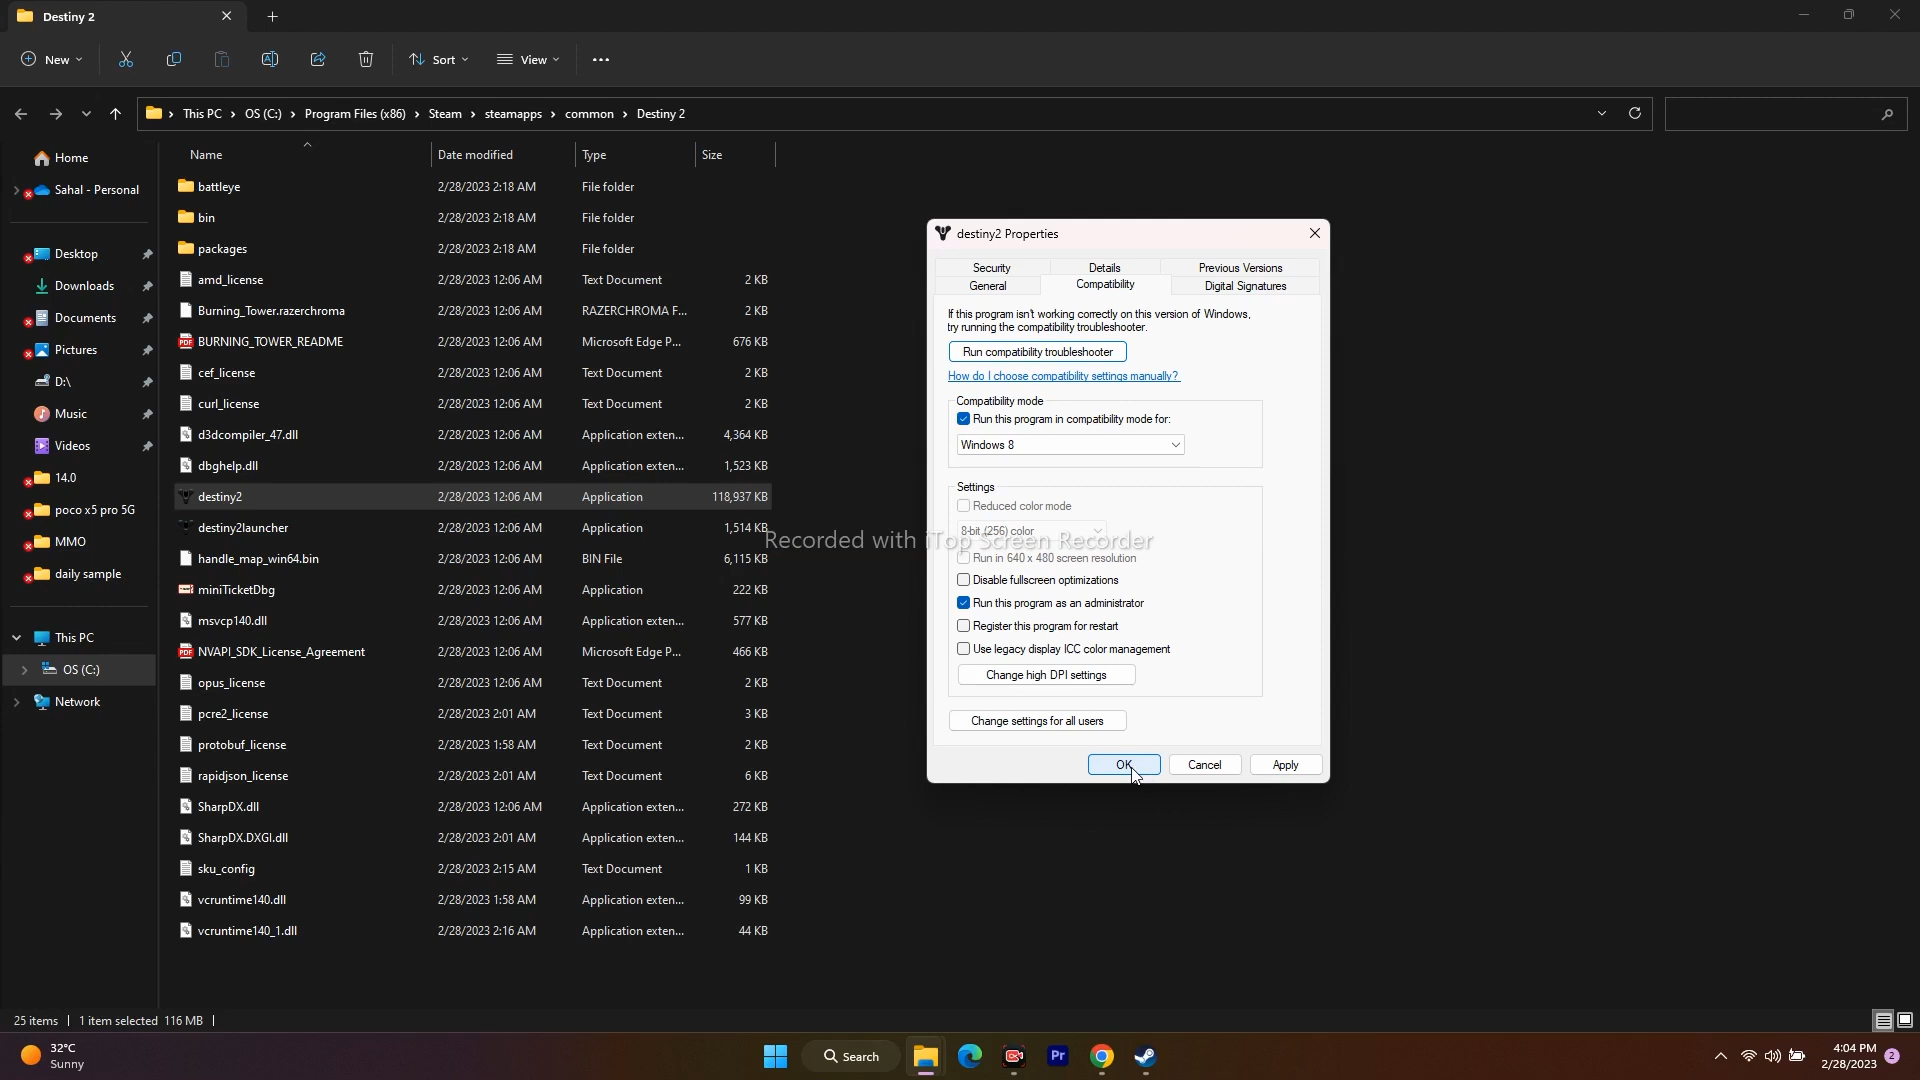 Destiny 2
New
Sort
View
This PC
OS (C:)
Program Files (x86)
Steam
steamapps
common
Destiny 2
Home
Sahal - Personal
Desktop
Downloads
Documents
Pictures
D:\
Music
Videos
14.0
poco x5 pro 5G
MMO
daily sample
This PC
OS (C:)
Network
Name Date modified Type Size
battleye 2/28/2023 2:18 AM File folder
bin 2/28/2023 2:18 AM File folder
packages 2/28/2023 2:18 AM File folder
amd_license 2/28/2023 12:06 AM Text Document 2 KB
Burning_Tower.razerchroma 2/28/2023 12:06 AM RAZERCHROMA F... 2 KB
BURNING_TOWER_README 2/28/2023 12:06 AM Microsoft Edge P... 676 KB
cef_license 2/28/2023 12:06 AM Text Document 2 KB
curl_license 2/28/2023 12:06 AM Text Document 2 KB
d3dcompiler_47.dll 2/28/2023 12:06 AM Application exten... 4,364 KB
dbghelp.dll 2/28/2023 12:06 AM Application exten... 1,523 KB
destiny2 2/28/2023 12:06 AM Application 118,937 KB
destiny2launcher 2/28/2023 12:06 AM Application 1,514 KB
handle_map_win64.bin 2/28/2023 12:06 AM BIN File 6,115 KB
miniTicketDbg 2/28/2023 12:06 AM Application 222 KB
msvcp140.dll 2/28/2023 12:06 AM Application exten... 577 KB
NVAPI_SDK_License_Agreement 2/28/2023 12:06 AM Microsoft Edge P... 466 KB
opus_license 2/28/2023 12:06 AM Text Document 2 KB
pcre2_license 2/28/2023 2:01 AM Text Document 3 KB
protobuf_license 2/28/2023 1:58 AM Text Document 2 KB
rapidjson_license 2/28/2023 2:01 AM Text Document 6 KB
SharpDX.dll 2/28/2023 12:06 AM Application exten... 272 KB
SharpDX.DXGI.dll 2/28/2023 2:01 AM Application exten... 144 KB
sku_config 2/28/2023 2:15 AM Text Document 1 KB
vcruntime140.dll 2/28/2023 1:58 AM Application exten... 99 KB
vcruntime140_1.dll 2/28/2023 2:16 AM Application exten... 44 KB
destiny2 Properties
Security Details Previous Versions
General Compatibility Digital Signatures
If this program isn't working correctly on this version of Windows,
try running the compatibility troubleshooter.
Run compatibility troubleshooter
How do I choose compatibility settings manually?
Compatibility mode
Run this program in compatibility mode for:
Windows 8
Settings
Reduced color mode
8-bit (256) color
Recorded with iTop Screen Recorder
Run in 640 x 480 screen resolution
Disable fullscreen optimizations
Run this program as an administrator
Register this program for restart
Use legacy display ICC color management
Change high DPI settings
Change settings for all users
OK Cancel Apply
25 items 1 item selected 116 MB
32°C
Sunny
Search
Pr
4:04 PM
2/28/2023
2